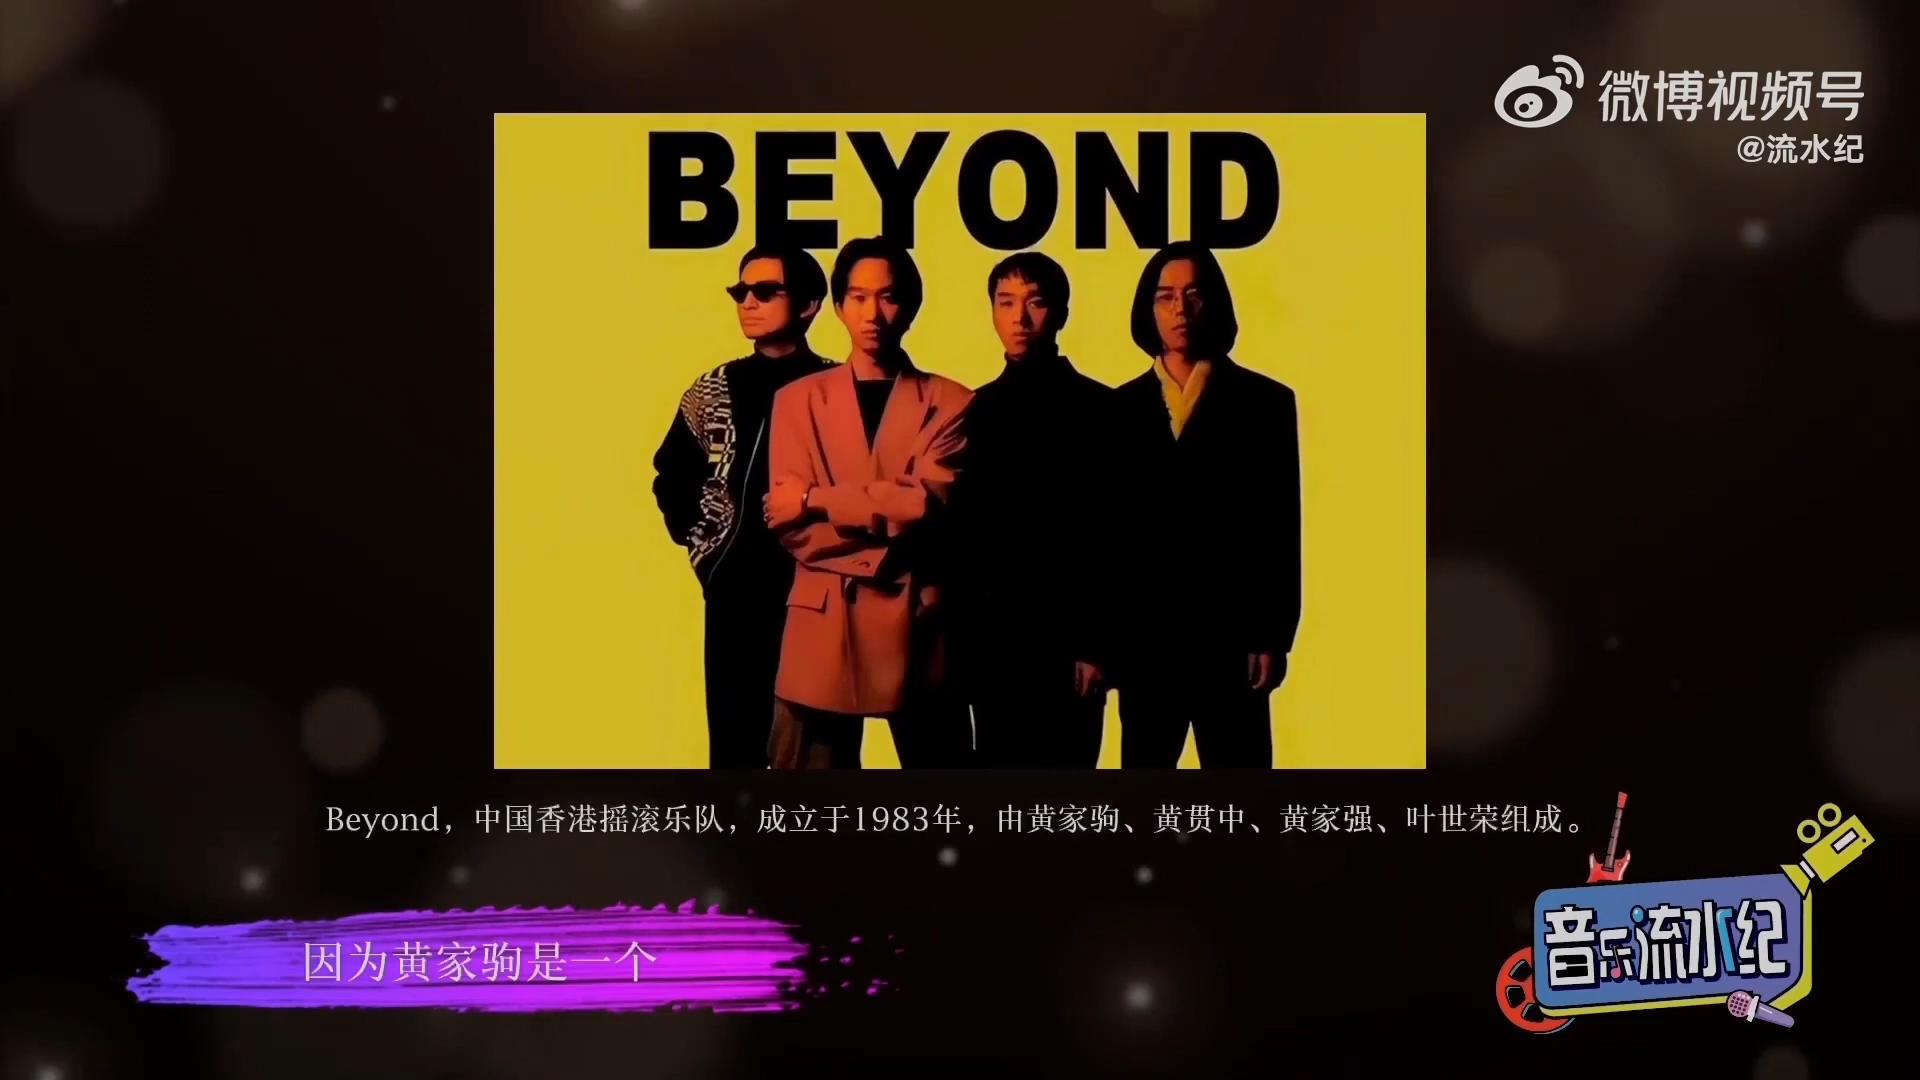 微博视频号
@流水纪
BEYOND
Beyond，中国香港摇滚乐队，成立于1983年，由黄家驹、黄贯中、黄家强、叶世荣组成。
因为黄家驹是一个
音乐流水纪